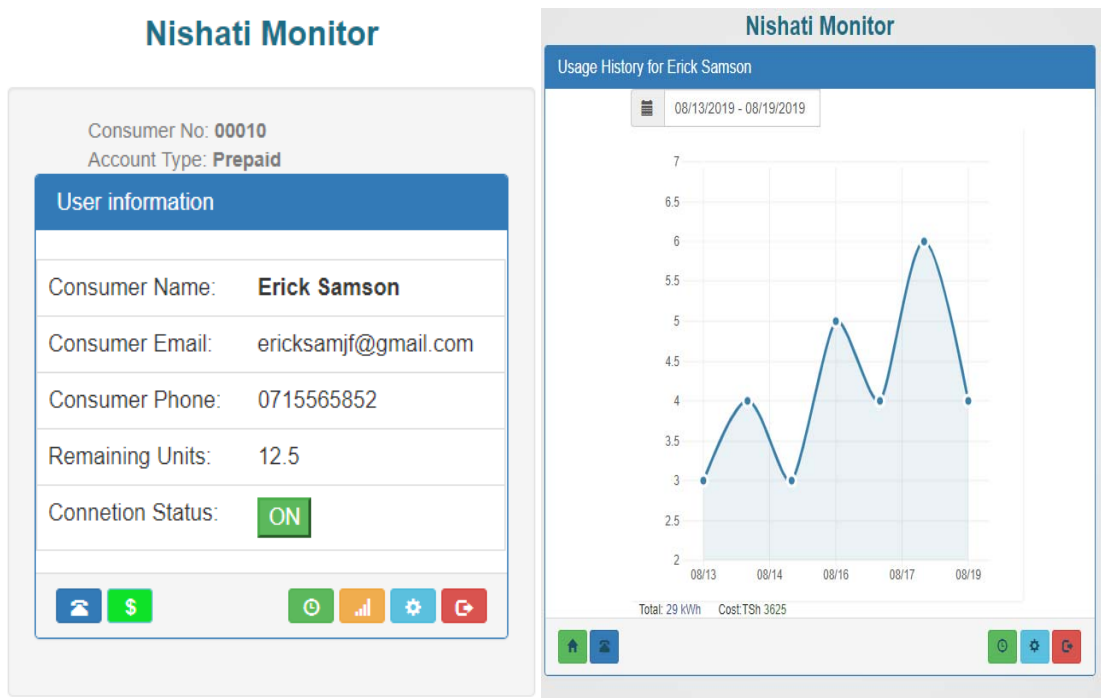 Nishati Monitor
Consumer No: 00010
Account Type: Prepaid
User information
Consumer Name: Erick Samson
Consumer Email: ericksamjf@gmail.com
Consumer Phone: 0715565852
Remaining Units: 12.5
Connetion Status: ON
$
Nishati Monitor
Usage History for Erick Samson
08/13/2019 - 08/19/2019
7
6.5
6
5.5
5
4.5
4
3.5
3
2.5
2
08/13 08/14 08/16 08/17 08/19
Total: 29 kWh Cost:TSh 3625